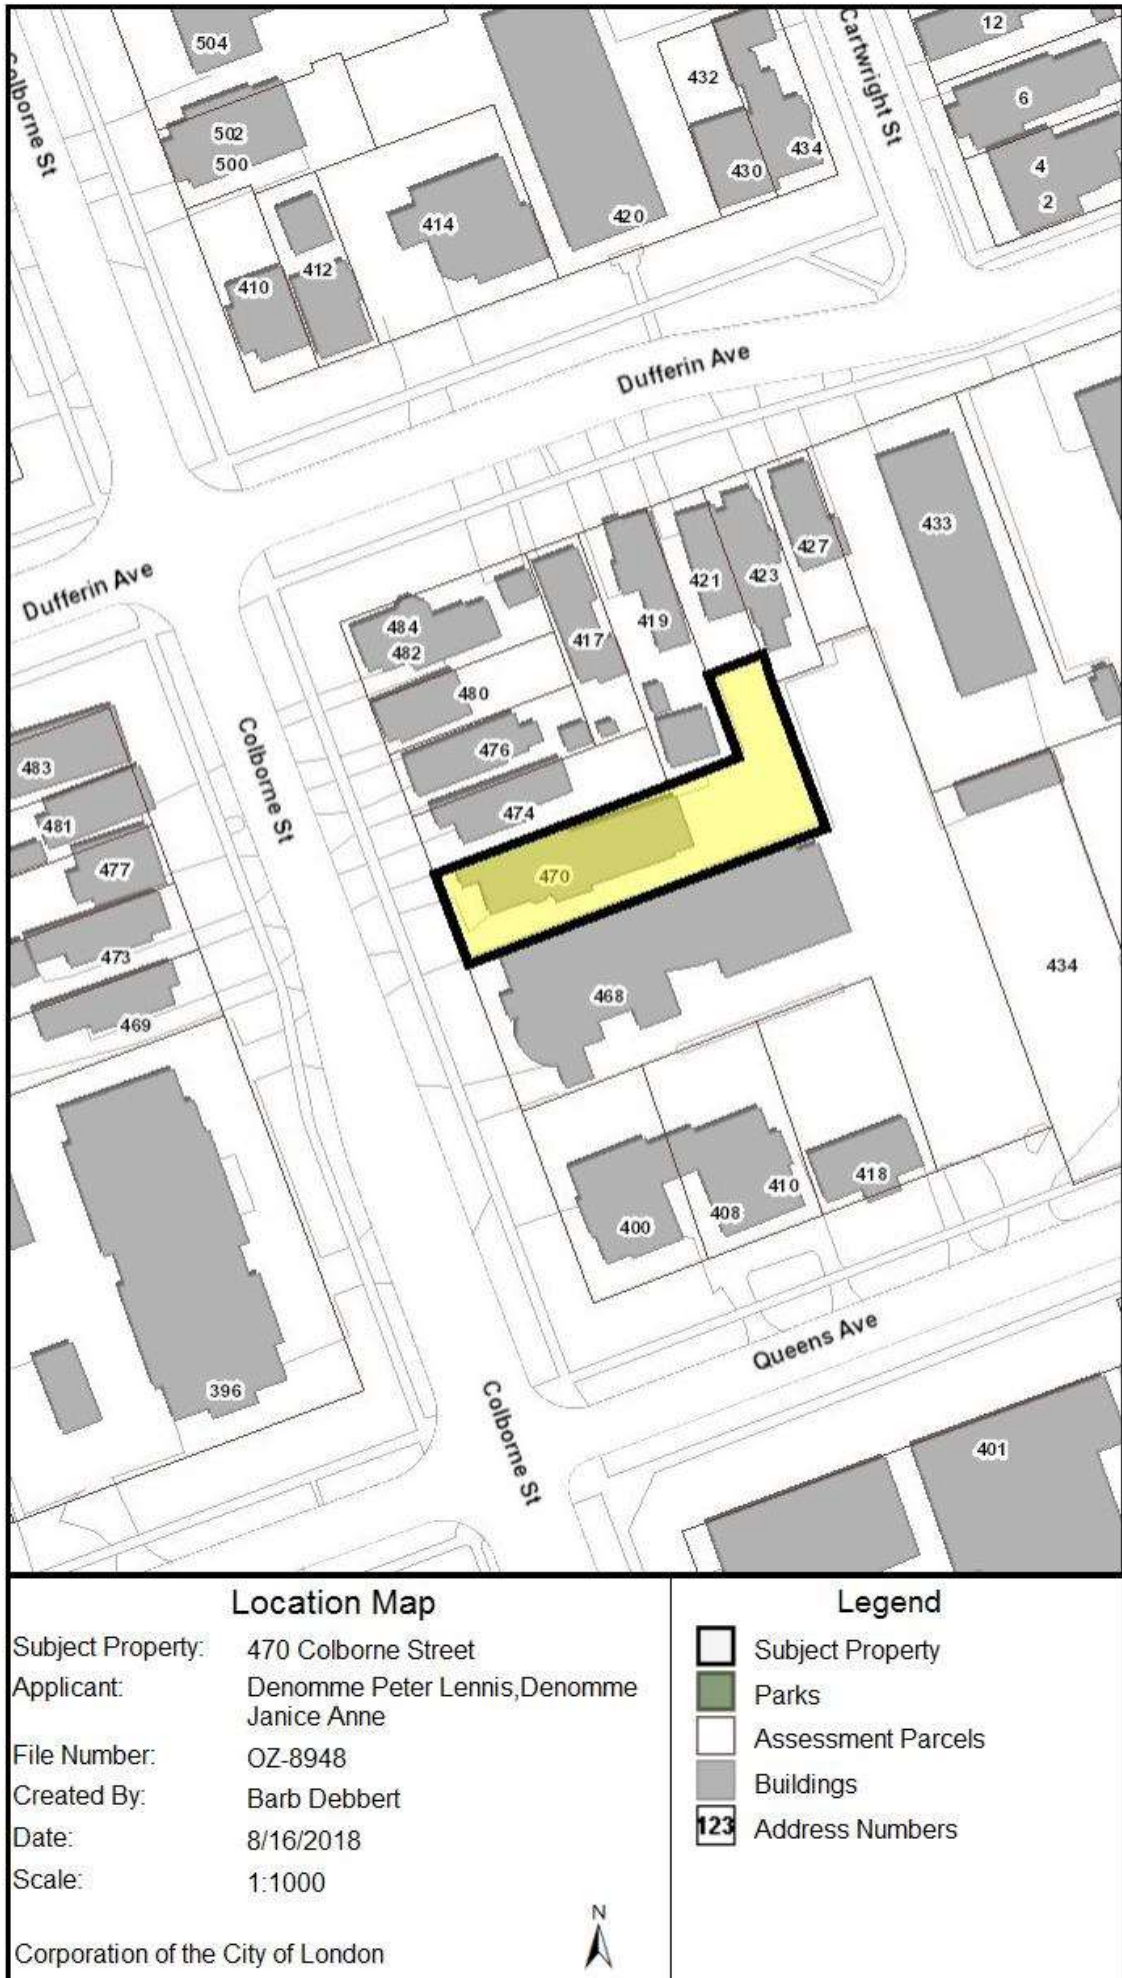 504
12
Colborne St
Cartwright St
432
6
502
500
434
430
4
2
414
420
412
410
Dufferin Ave
433
427
423
421
419
417
484
482
480
476
474
Dufferin Ave
Colborne St
483
481
477
473
469
470
468
434
418
410
408
400
Queens Ave
396
Colborne St
401
Location Map
Subject Property: 470 Colborne Street
Applicant: Denomme Peter Lennis,Denomme
Janice Anne
File Number: OZ-8948
Created By: Barb Debbert
Date: 8/16/2018
Scale: 1:1000
Corporation of the City of London
N
Legend
Subject Property
Parks
Assessment Parcels
Buildings
123 Address Numbers